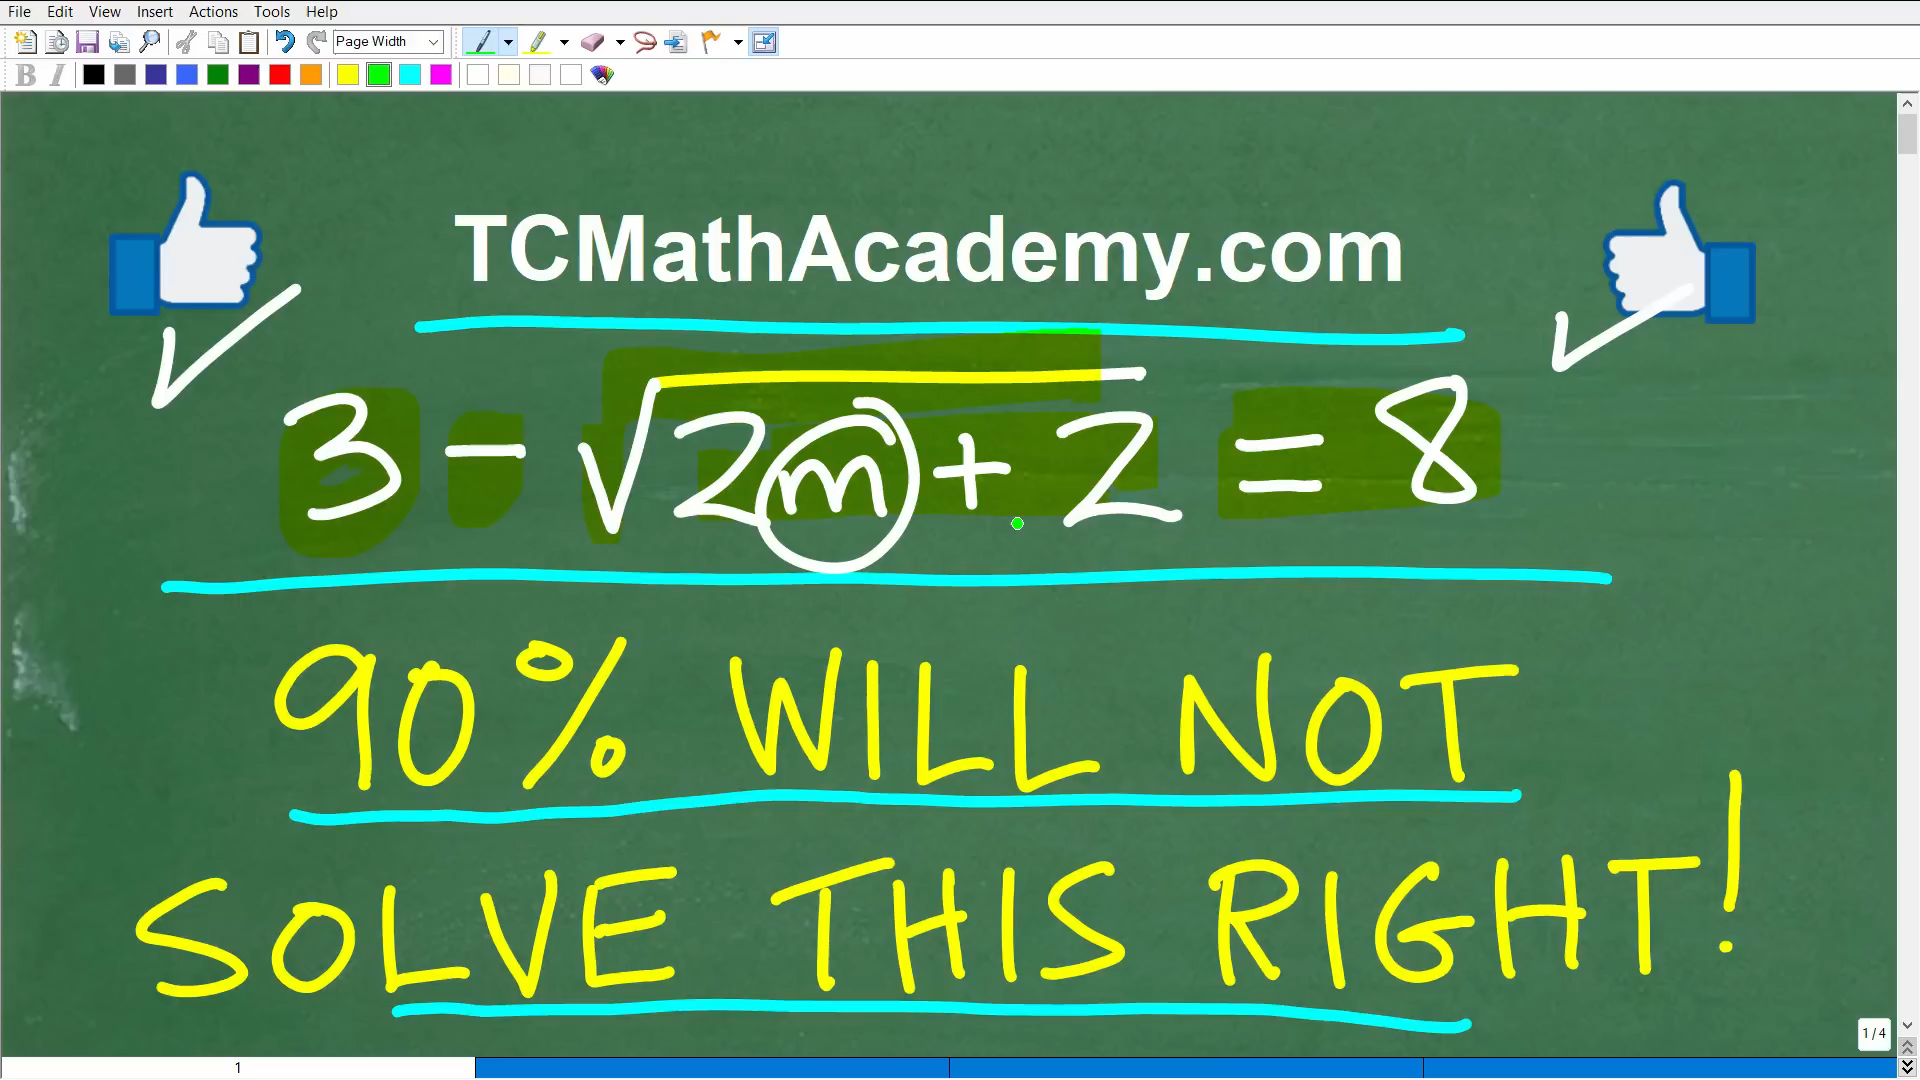 File Edit View Insert Actions Tools Help
Page Width
B I
TCMathAcademy.com
3 - √2m + 2 = 8
90% WILL NOT
SOLVE THIS RIGHT!
1 / 4
1